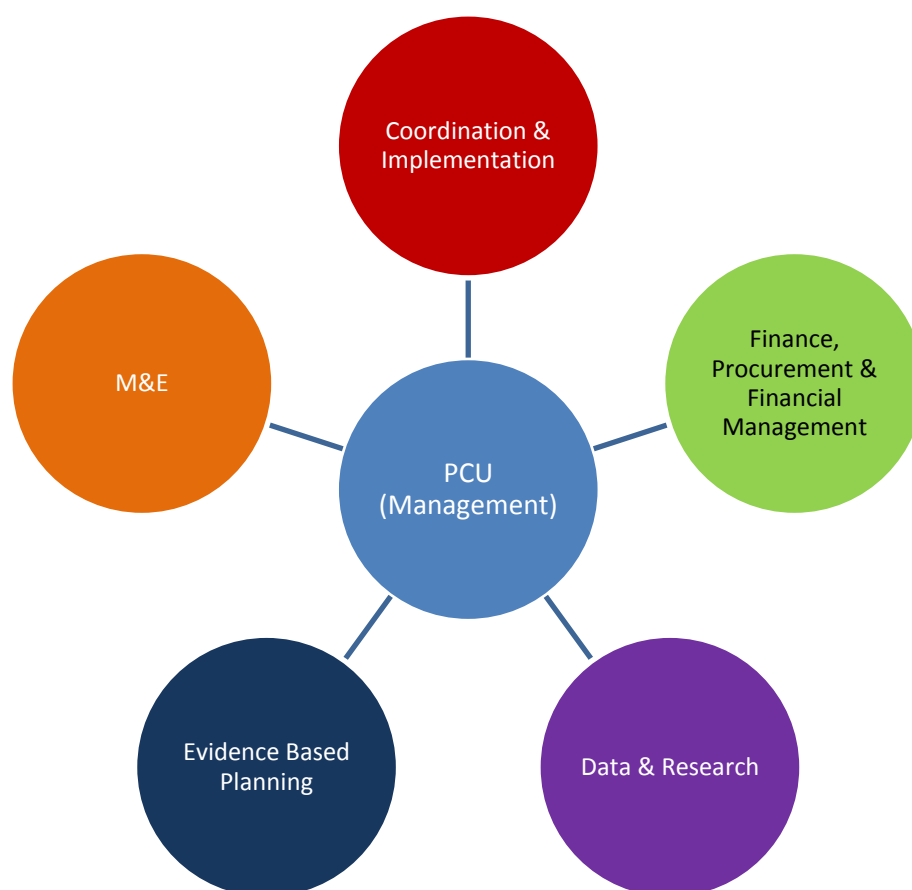 Coordination &
Implementation
Finance,
Procurement &
Financial
Management
M&E
PCU
(Management)
Evidence Based
Planning
Data & Research